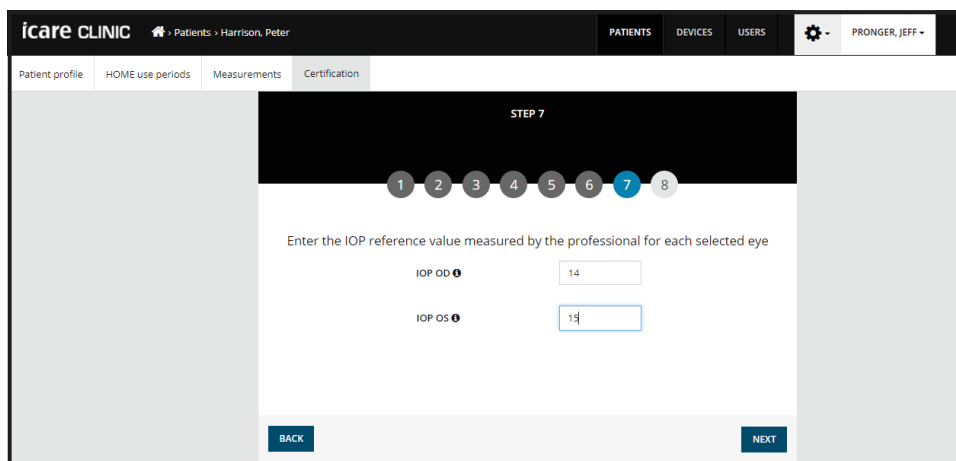 icare CLINIC › Patients › Harrison, Peter PATIENTS DEVICES USERS PRONGER, JEFF
Patient profile HOME use periods Measurements Certification
STEP 7
1 2 3 4 5 6 7 8
Enter the IOP reference value measured by the professional for each selected eye
IOP OD 14
IOP OS 15
BACK NEXT